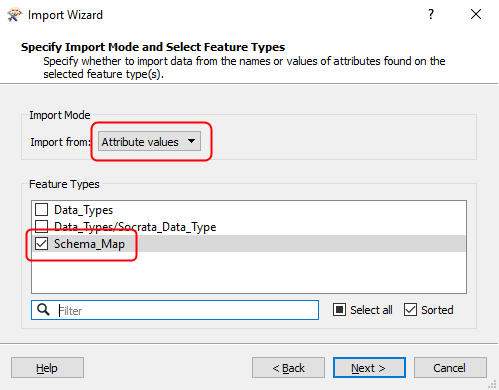 Import Wizard
Specify Import Mode and Select Feature Types
Specify whether to import data from the names or values of attributes found on the
selected feature type(s).
Import Mode
Import from: Attribute values
Feature Types
Data_Types
Data_Types/Socrata_Data_Type
Schema_Map
Filter Select all Sorted
Help < Back Next > Cancel